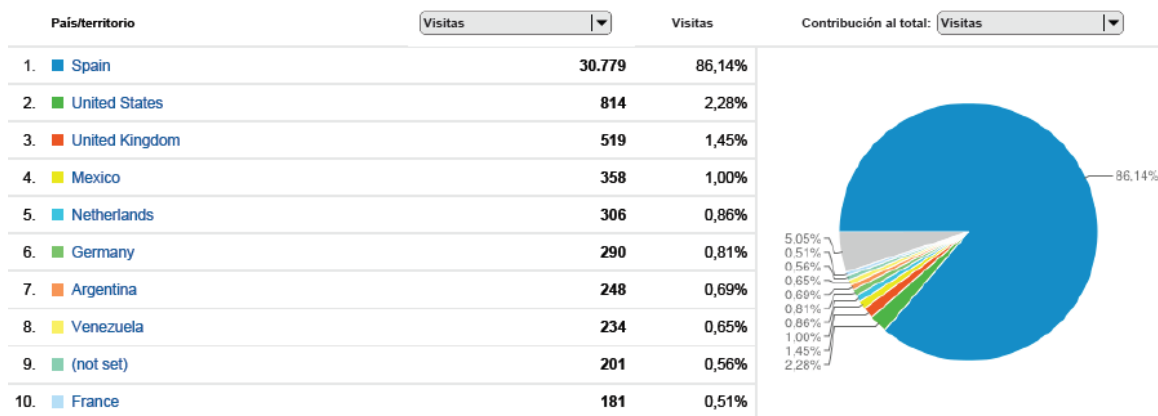 País/territorio Visitas Visitas Contribución al total: Visitas
1. Spain 30.779 86,14%
2. United States 814 2,28%
3. United Kingdom 519 1,45%
4. Mexico 358 1,00%
5. Netherlands 306 0,86%
6. Germany 290 0,81%
7. Argentina 248 0,69%
8. Venezuela 234 0,65%
9. (not set) 201 0,56%
10. France 181 0,51%
86,14%
5,05%
0,51%
0,56%
0,65%
0,69%
0,81%
0,86%
1,00%
1,45%
2,28%